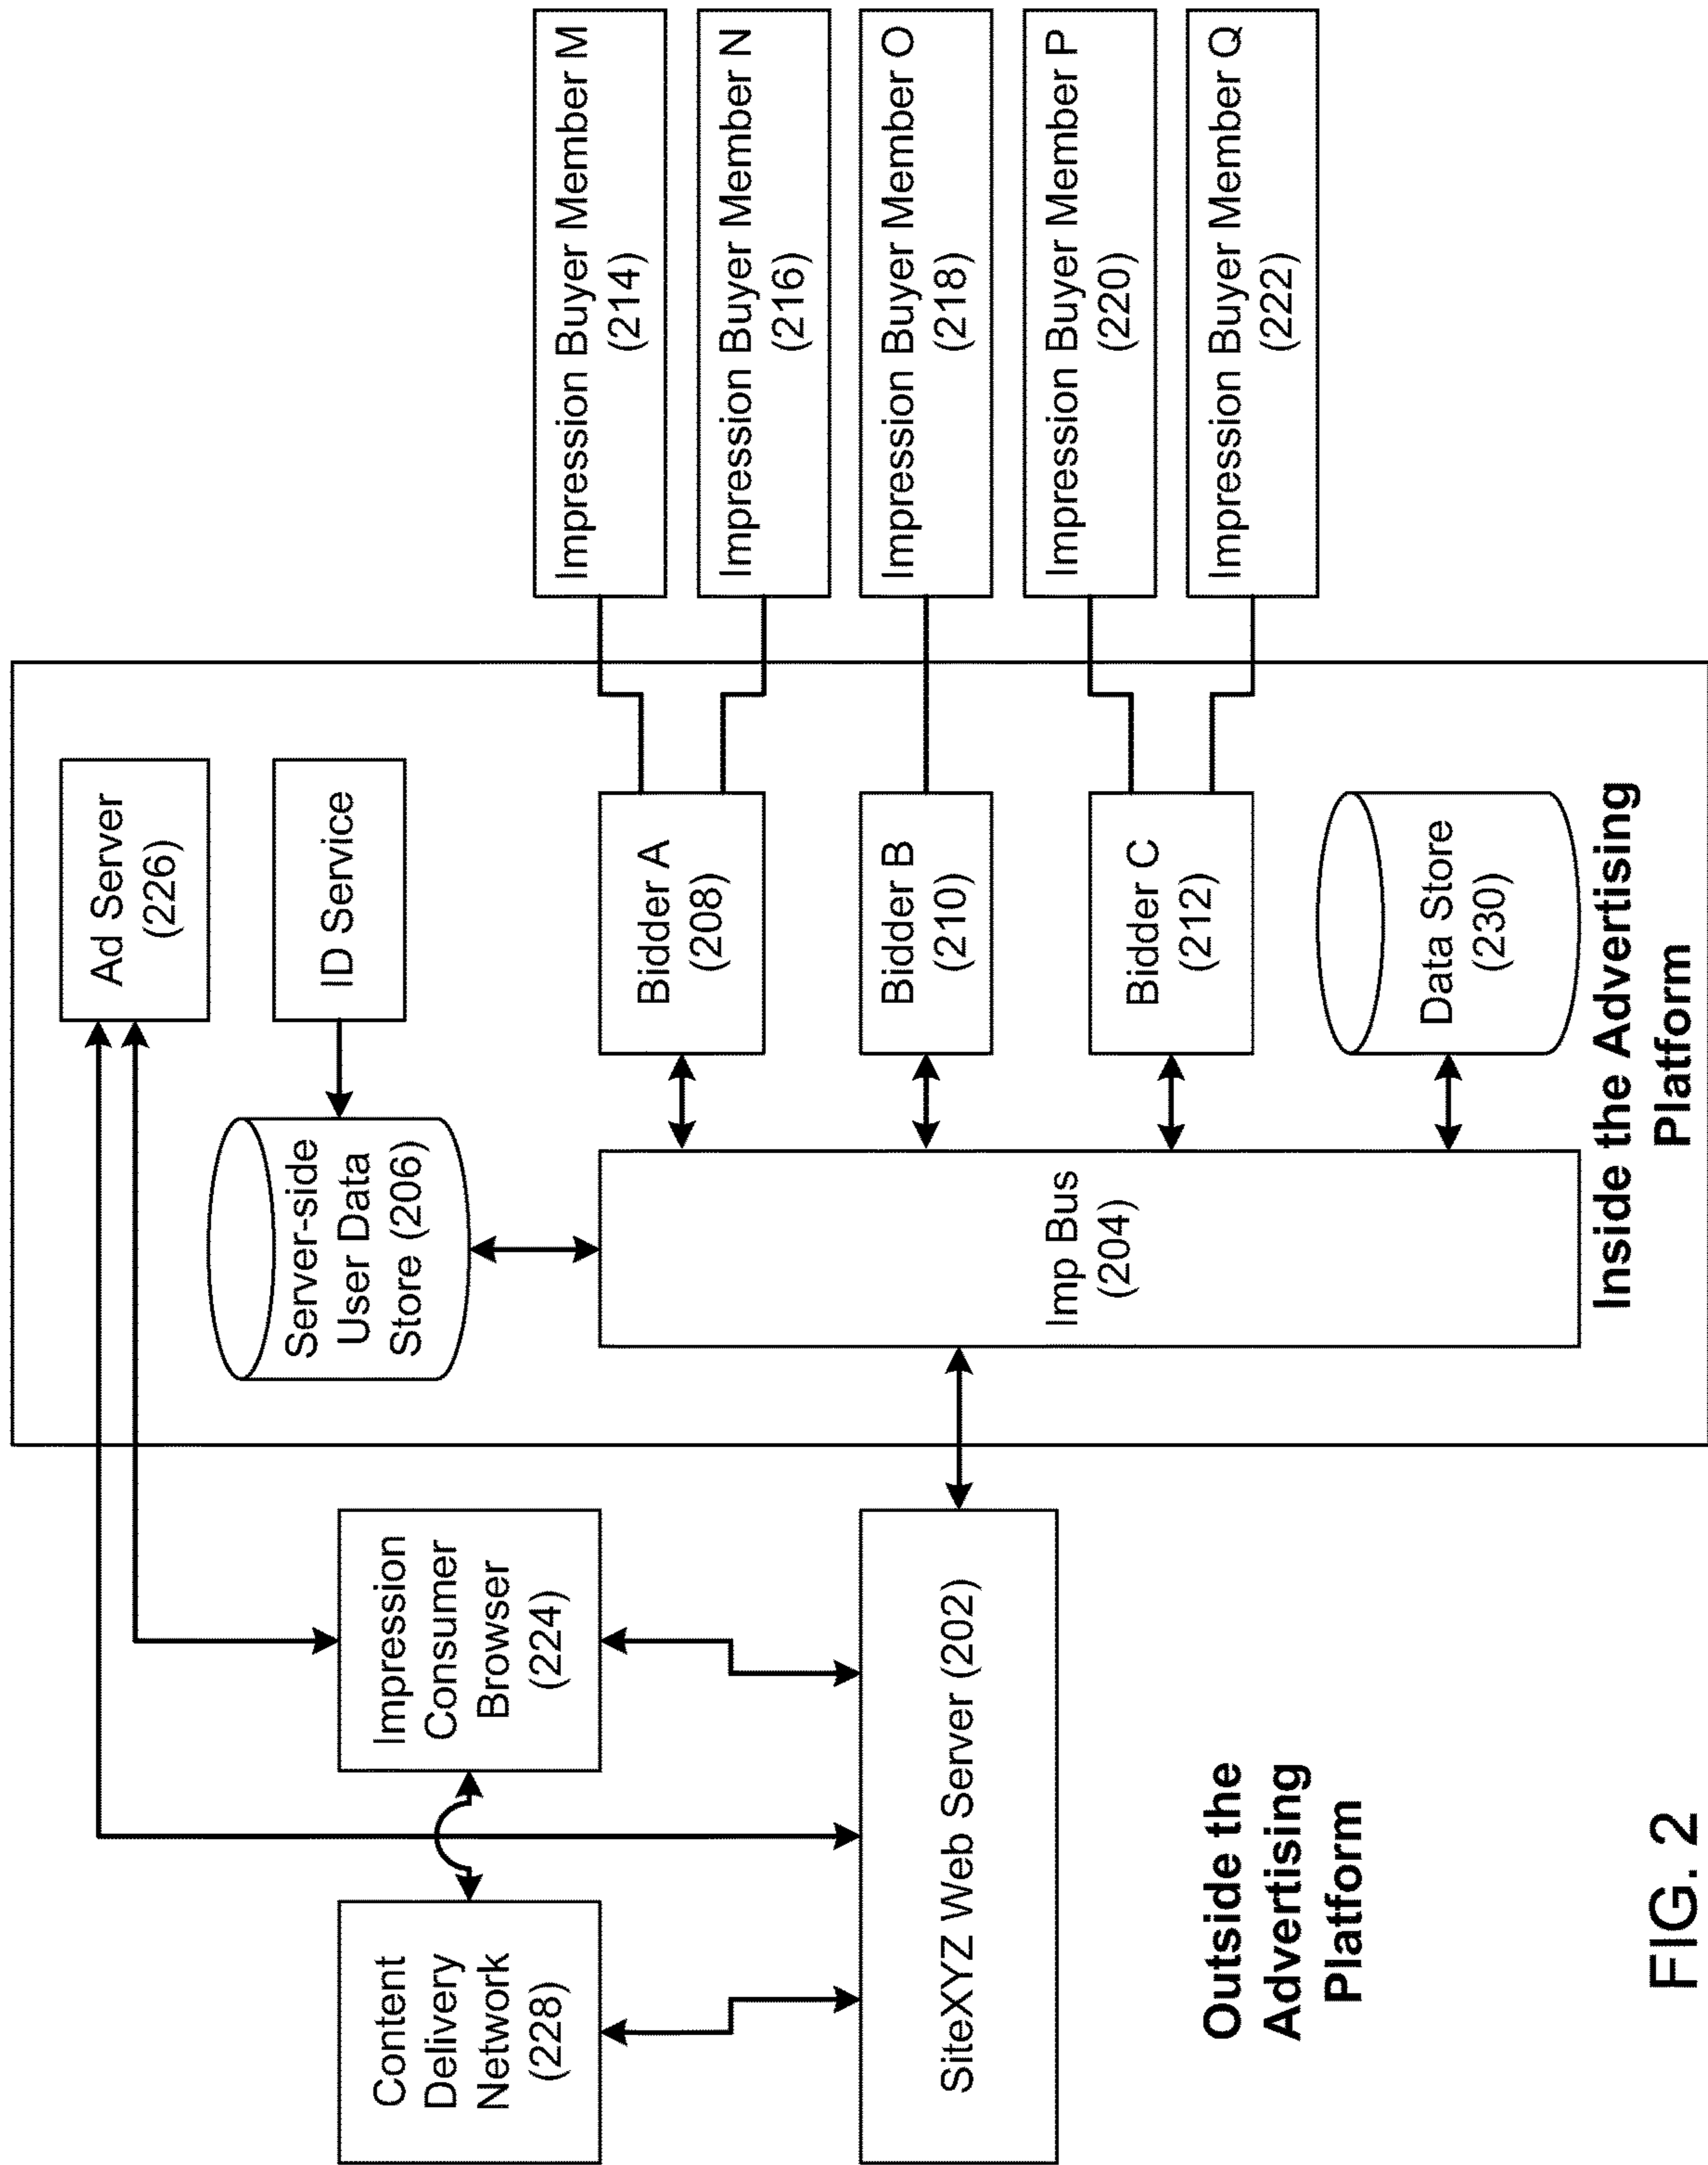 Content
Delivery
Network
(228)
Impression
Consumer
Browser
(224)
SiteXYZ Web Server (202)
Outside the
Advertising
Platform
Ad Server
(226)
Server-side
User Data
Store (206)
ID Service
Imp Bus
(204)
Bidder A
(208)
Bidder B
(210)
Bidder C
(212)
Data Store
(230)
Inside the Advertising
Platform
Impression Buyer Member M
(214)
Impression Buyer Member N
(216)
Impression Buyer Member O
(218)
Impression Buyer Member P
(220)
Impression Buyer Member Q
(222)
FIG. 2